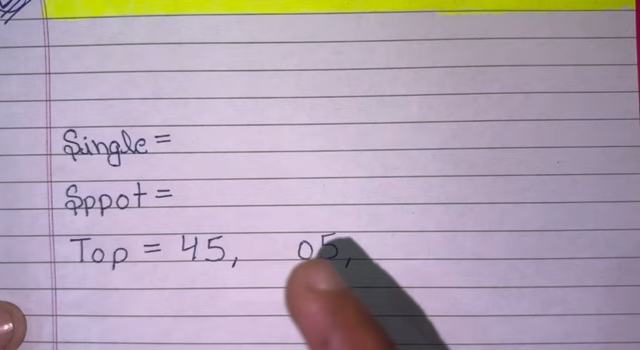 Single =
Sppot =
Top = 45, 05,